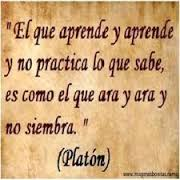 "El que aprende y aprende
y no practica lo que sabe,
es como el que ara y ara y
no siembra. "
(Platón)